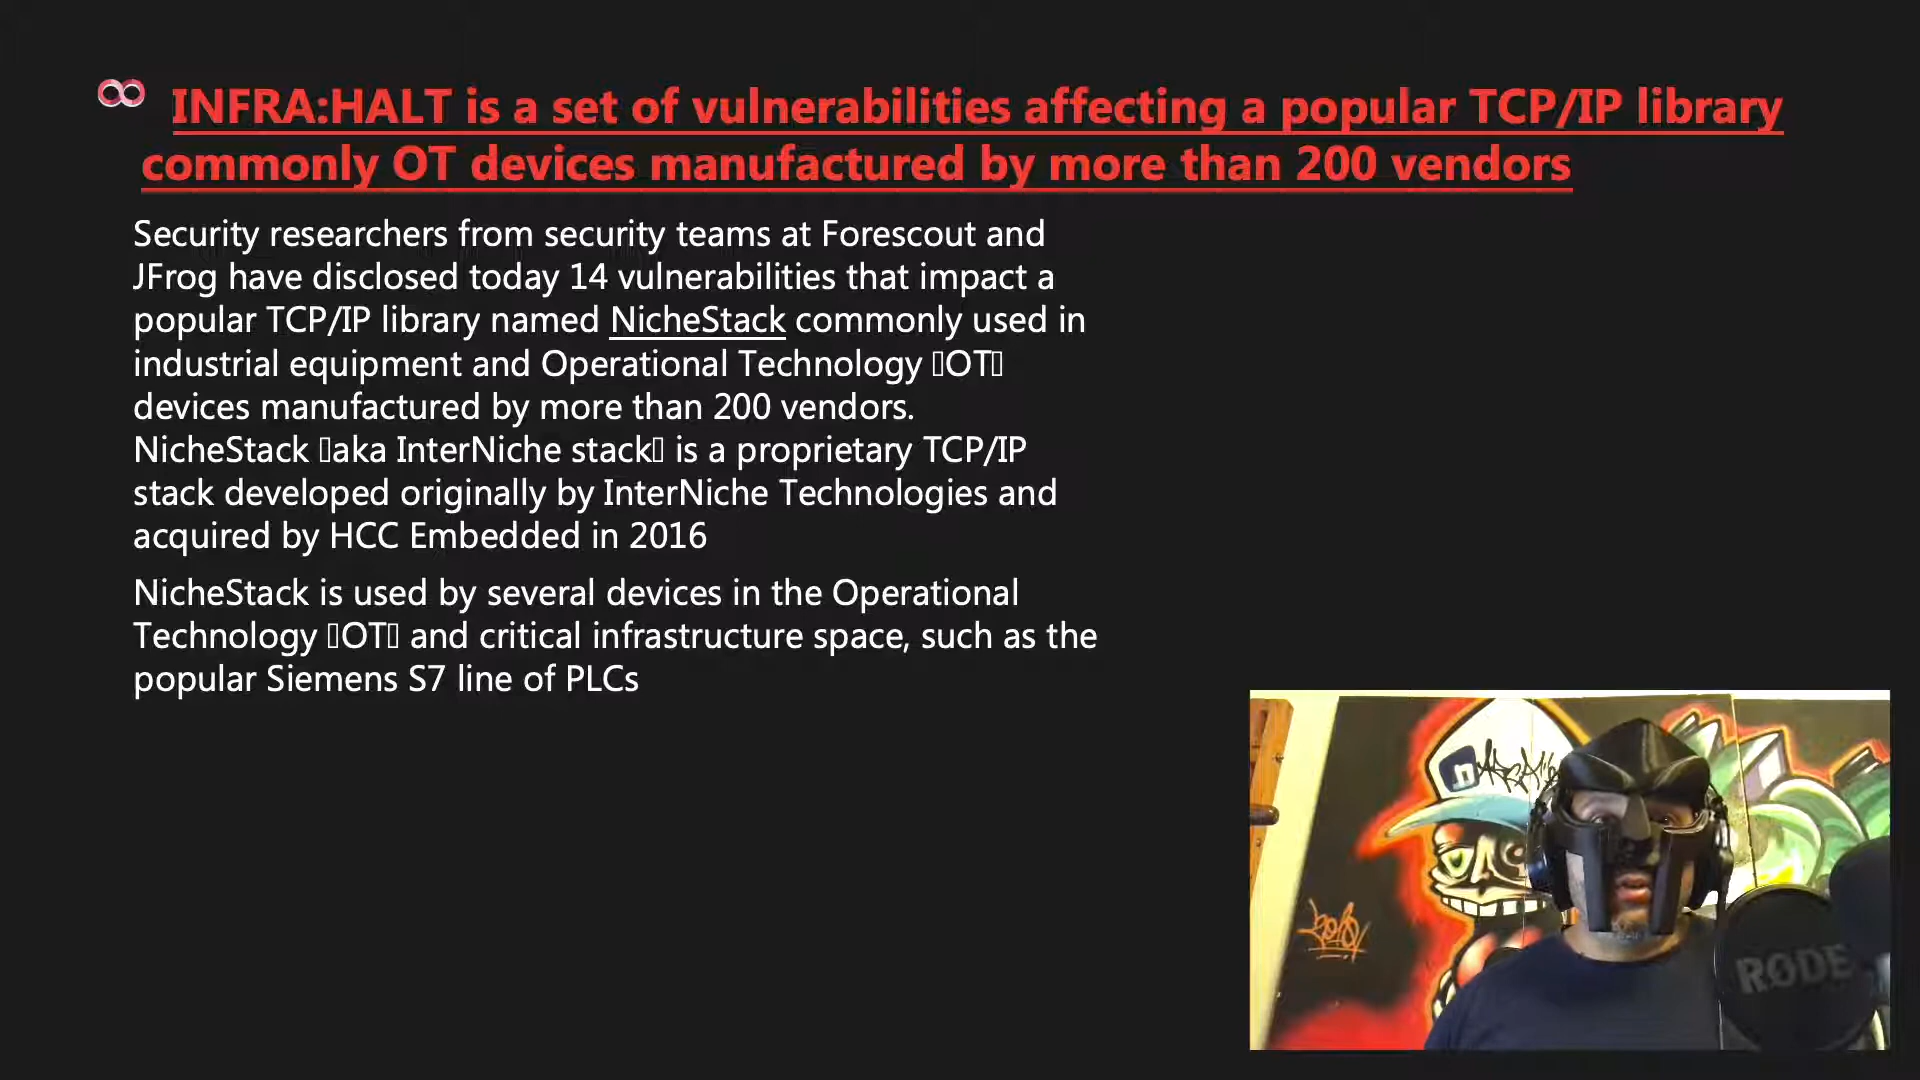 INFRA:HALT is a set of vulnerabilities affecting a popular TCP/IP library
commonly OT devices manufactured by more than 200 vendors
Security researchers from security teams at Forescout and
JFrog have disclosed today 14 vulnerabilities that impact a
popular TCP/IP library named NicheStack commonly used in
industrial equipment and Operational Technology ▯OT▯
devices manufactured by more than 200 vendors.
NicheStack ▯aka InterNiche stack▯ is a proprietary TCP/IP
stack developed originally by InterNiche Technologies and
acquired by HCC Embedded in 2016
NicheStack is used by several devices in the Operational
Technology ▯OT▯ and critical infrastructure space, such as the
popular Siemens S7 line of PLCs
RØDE